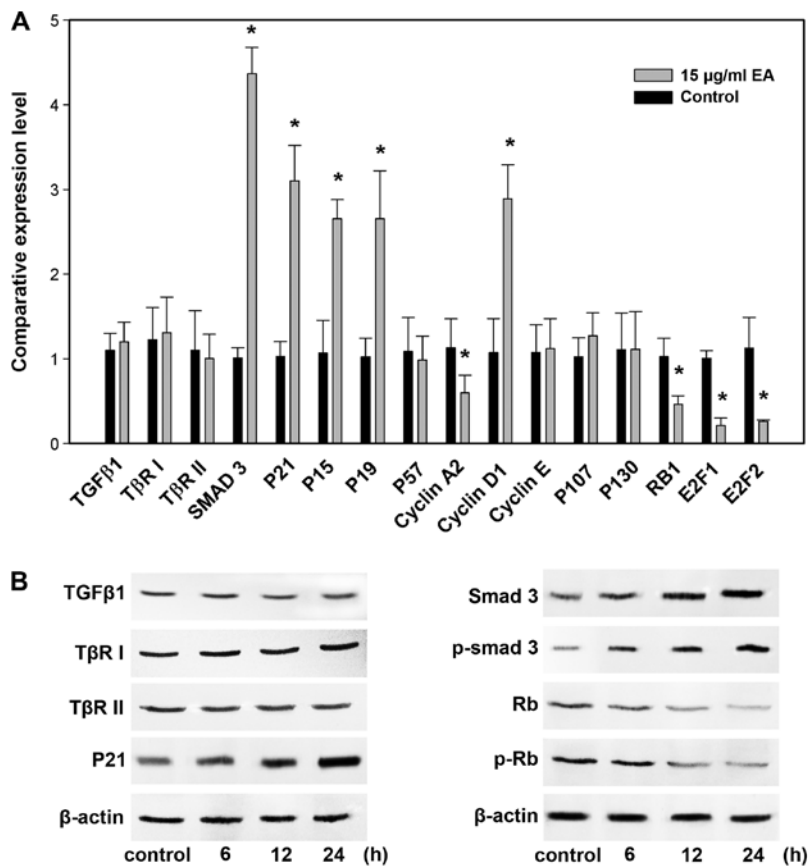 A
Comparative expression level
5
4
3
2
1
0
15 µg/ml EA
Control
*
*
*
*
*
*
*
*
*
TGFβ1
TβR I
TβR II
SMAD 3
P21
P15
P19
P57
Cyclin A2
Cyclin D1
Cyclin E
P107
P130
RB1
E2F1
E2F2
B
TGFβ1
TβR I
TβR II
P21
β-actin
control 6 12 24 (h)
Smad 3
p-smad 3
Rb
p-Rb
β-actin
control 6 12 24 (h)